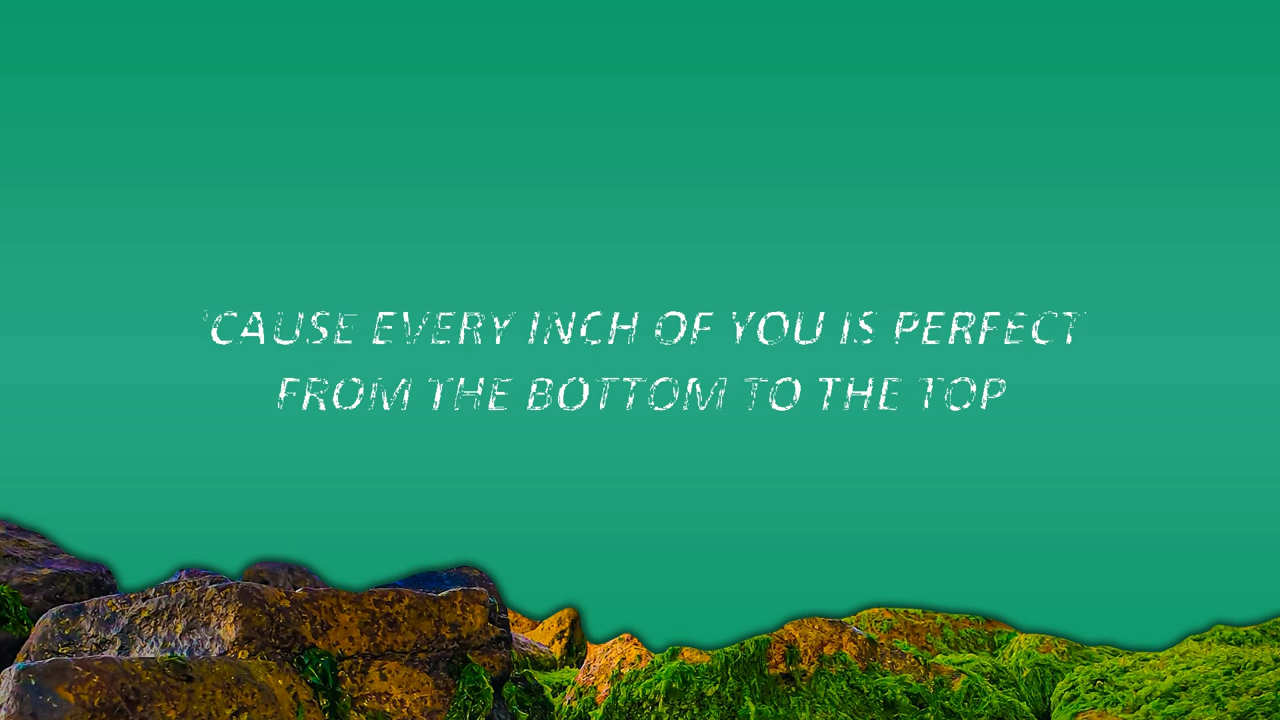 'CAUSE EVERY INCH OF YOU IS PERFECT
FROM THE BOTTOM TO THE TOP